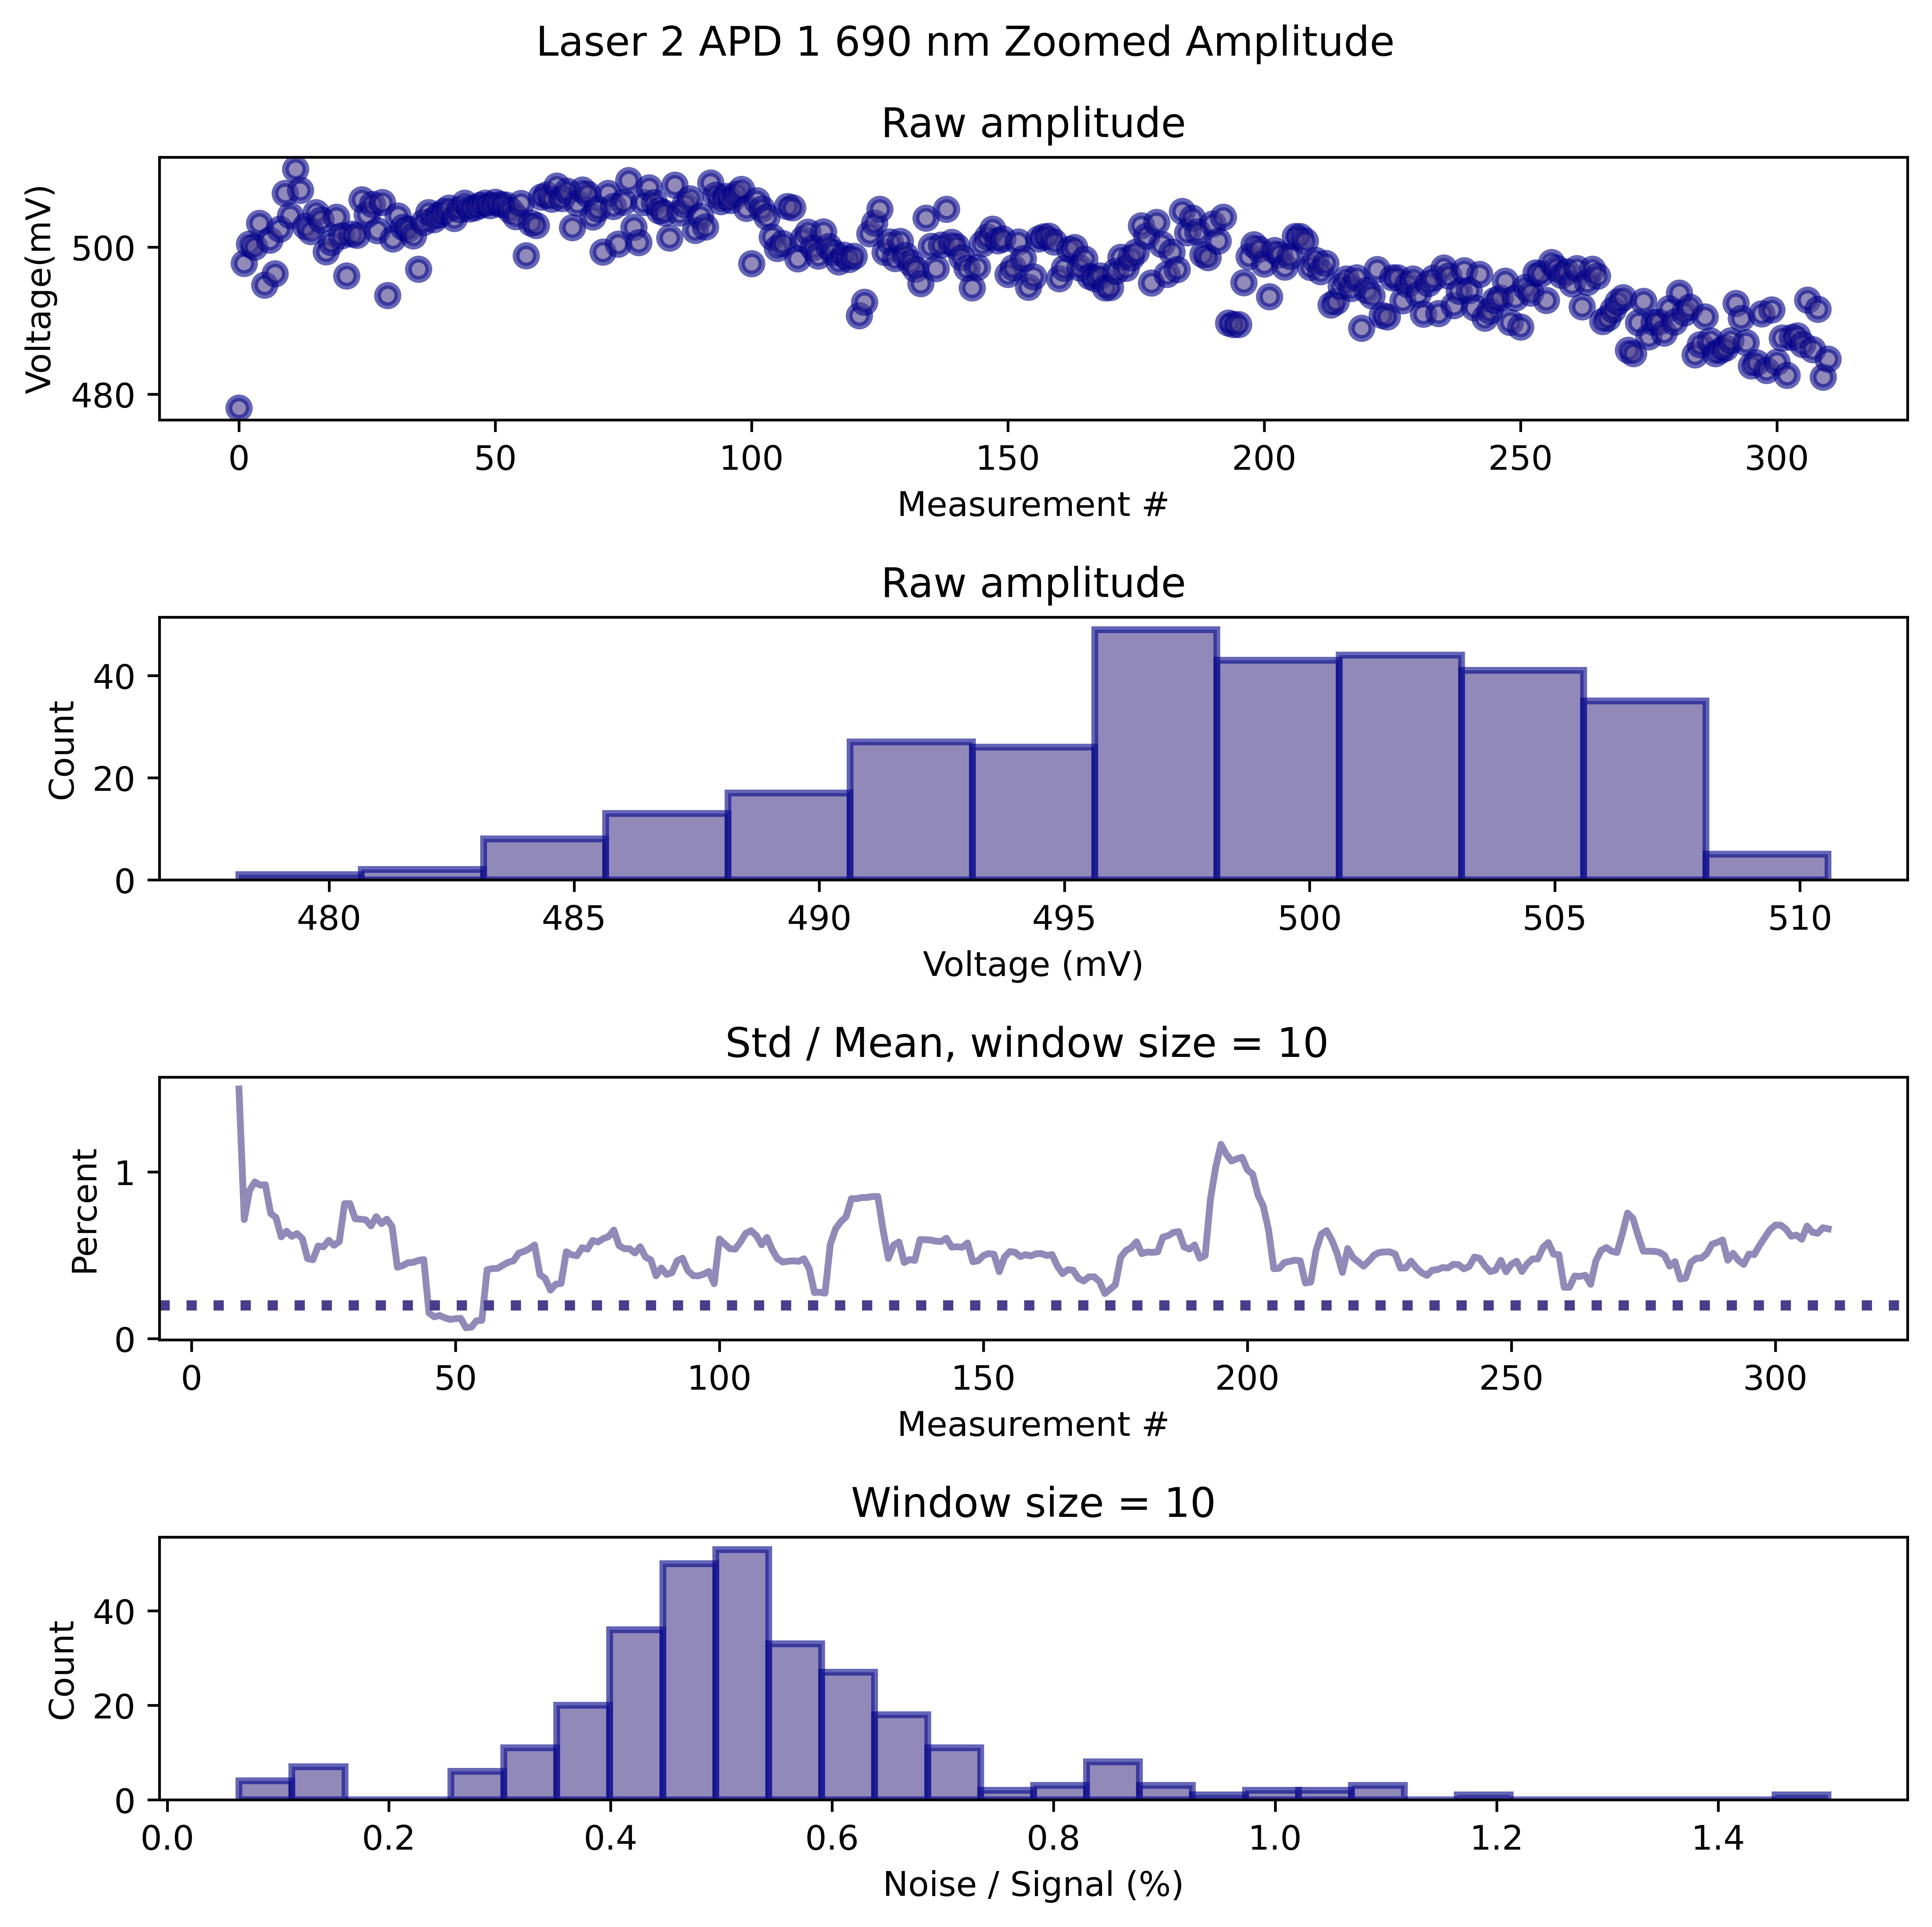 Laser 2 APD 1 690 nm Zoomed Amplitude
Raw amplitude
Voltage(mV)
500
480
0 50 100 150 200 250 300
Measurement #
Raw amplitude
Count
40
20
0
480 485 490 495 500 505 510
Voltage (mV)
Std / Mean, window size = 10
Percent
1
0
0 50 100 150 200 250 300
Measurement #
Window size = 10
Count
40
20
0
0.0 0.2 0.4 0.6 0.8 1.0 1.2 1.4
Noise / Signal (%)